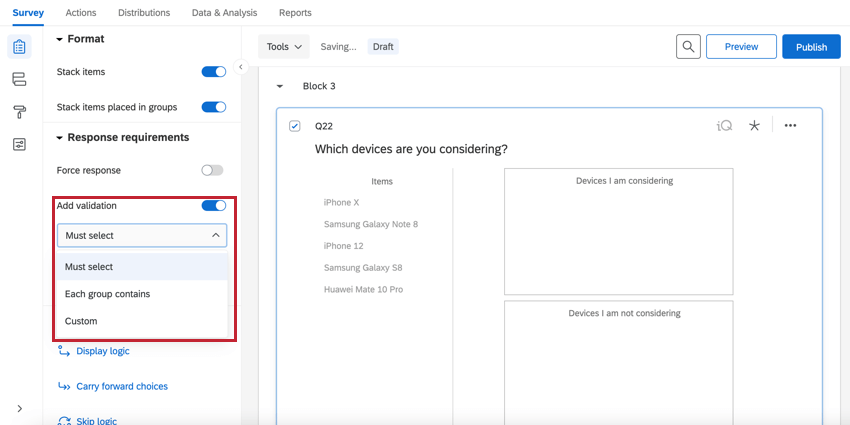 Survey
Actions
Distributions
Data & Analysis
Reports
Format
Stack items
Stack items placed in groups
Response requirements
Force response
Add validation
Must select
Must select
Each group contains
Custom
Display logic
Carry forward choices
Skip logic
Tools
Saving...
Draft
Preview
Publish
Block 3
Q22
iQ
Which devices are you considering?
Items
iPhone X
Samsung Galaxy Note 8
iPhone 12
Samsung Galaxy S8
Huawei Mate 10 Pro
Devices I am considering
Devices I am not considering